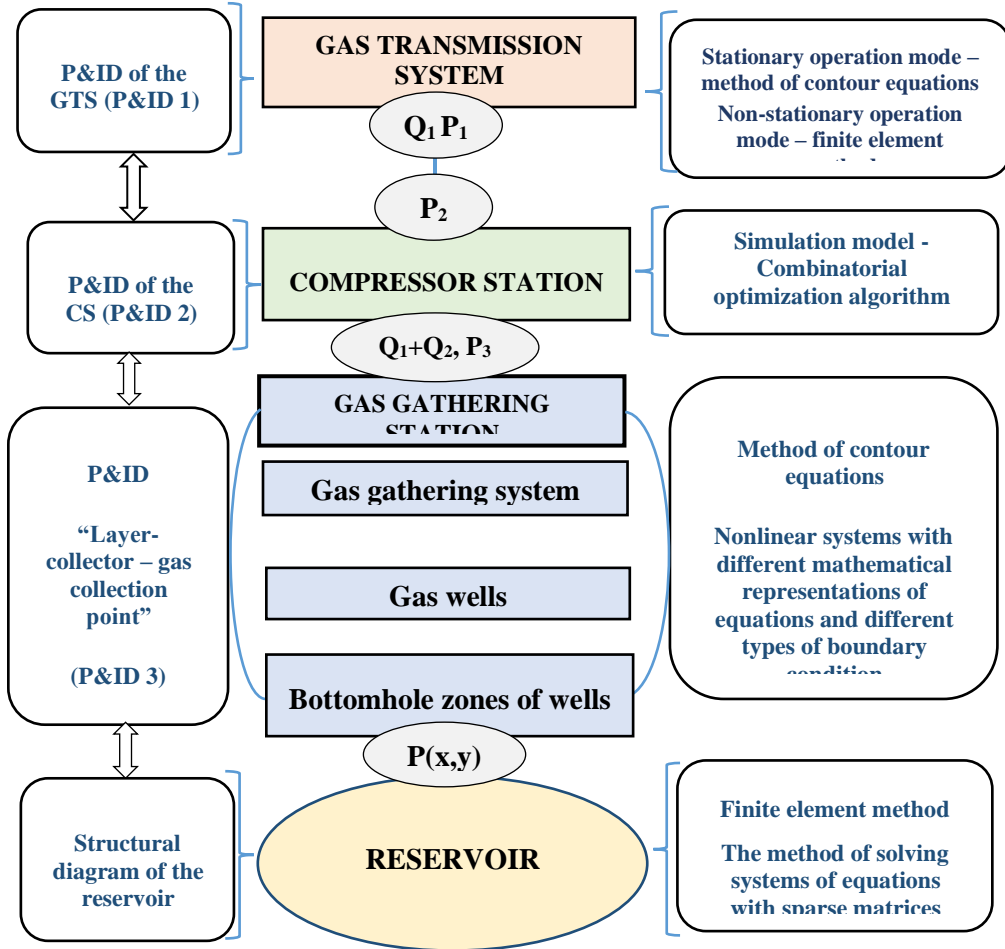 P&ID of the
GTS (P&ID 1)
GAS TRANSMISSION
SYSTEM
Stationary operation mode –
method of contour equations
Non-stationary operation
mode – finite element
Q₁ P₁
P₂
P&ID of the
CS (P&ID 2)
COMPRESSOR STATION
Simulation model -
Combinatorial
optimization algorithm
Q₁+Q₂, P₃
P&ID
“Layer-
collector – gas
collection
point”
(P&ID 3)
GAS GATHERING
STATION
Gas gathering system
Gas wells
Bottomhole zones of wells
Method of contour
equations
Nonlinear systems with
different mathematical
representations of
equations and different
types of boundary
condition
P(x,y)
Structural
diagram of the
reservoir
RESERVOIR
Finite element method
The method of solving
systems of equations
with sparse matrices